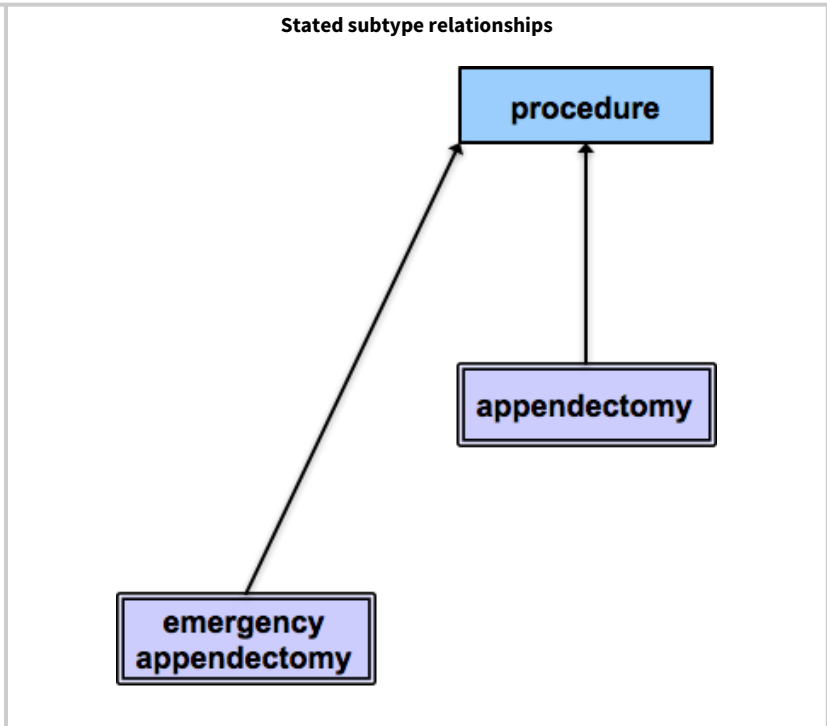 Stated subtype relationships
procedure
appendectomy
emergency
appendectomy